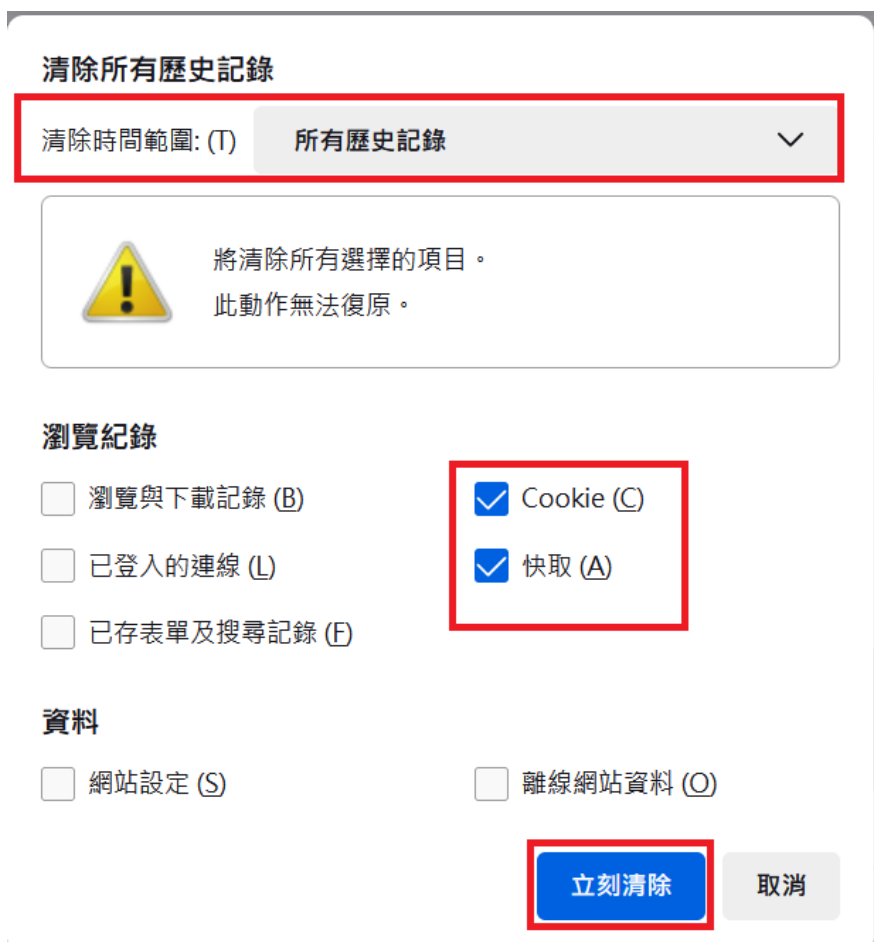 清除所有歷史記錄
清除時間範圍: (T) 所有歷史記錄
將清除所有選擇的項目。
此動作無法復原。
瀏覽紀錄
瀏覽與下載記錄 (B) Cookie (C)
已登入的連線 (L) 快取 (A)
已存表單及搜尋記錄 (F)
資料
網站設定 (S) 離線網站資料 (O)
立刻清除 取消